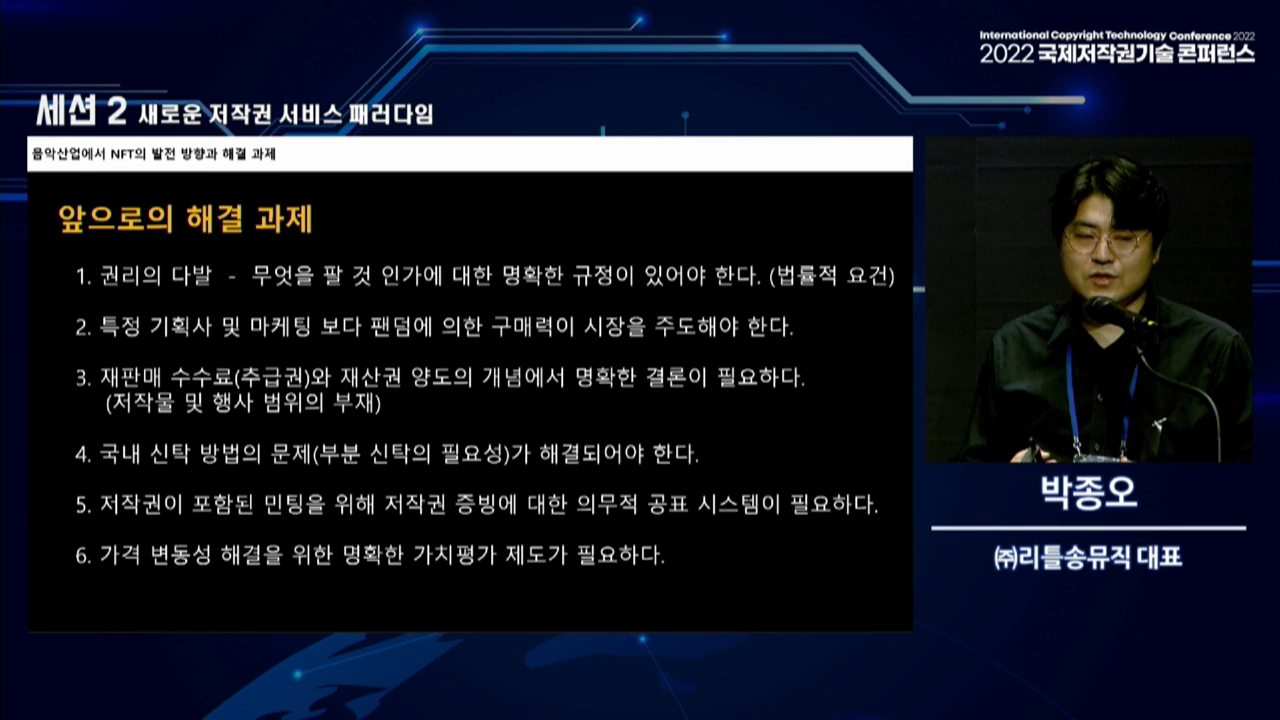 International Copyright Technology Conference 2022
2022 국제저작권기술 콘퍼런스
세션 2 새로운 저작권 서비스 패러다임
음악산업에서 NFT의 발전 방향과 해결 과제
앞으로의 해결 과제
1. 권리의 다발 - 무엇을 팔 것 인가에 대한 명확한 규정이 있어야 한다. (법률적 요건)
2. 특정 기획사 및 마케팅 보다 팬덤에 의한 구매력이 시장을 주도해야 한다.
3. 재판매 수수료(추급권)와 재산권 양도의 개념에서 명확한 결론이 필요하다.
(저작물 및 행사 범위의 부재)
4. 국내 신탁 방법의 문제(부분 신탁의 필요성)가 해결되어야 한다.
5. 저작권이 포함된 민팅을 위해 저작권 증빙에 대한 의무적 공표 시스템이 필요하다.
6. 가격 변동성 해결을 위한 명확한 가치평가 제도가 필요하다.
박종오
㈜리틀송뮤직 대표